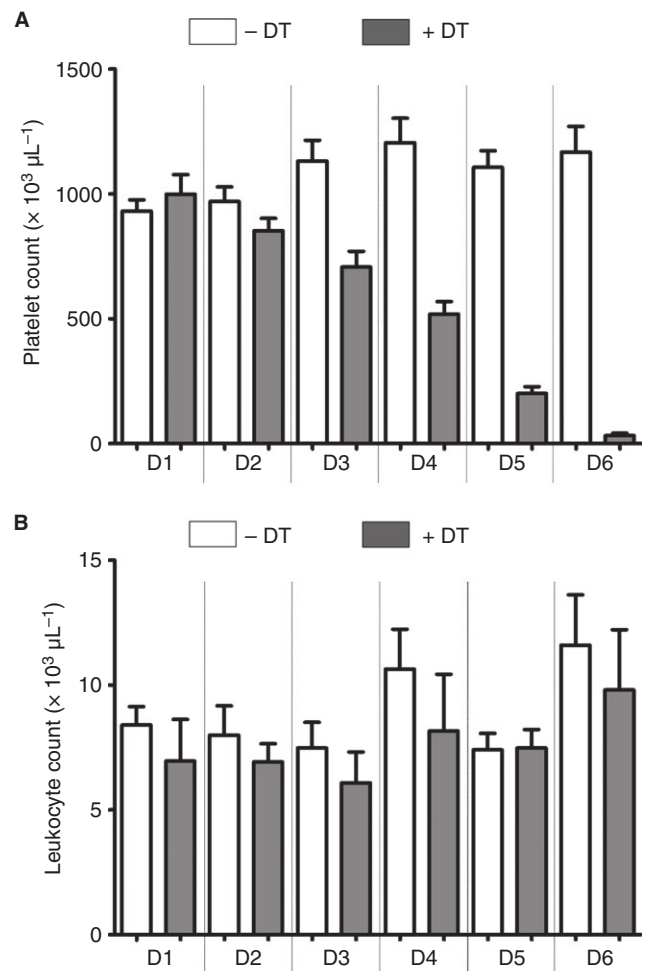 A
– DT + DT
Platelet count (× 10³ µL⁻¹)
1500
1000
500
0
D1 D2 D3 D4 D5 D6
B
– DT + DT
Leukocyte count (× 10³ µL⁻¹)
15
10
5
0
D1 D2 D3 D4 D5 D6